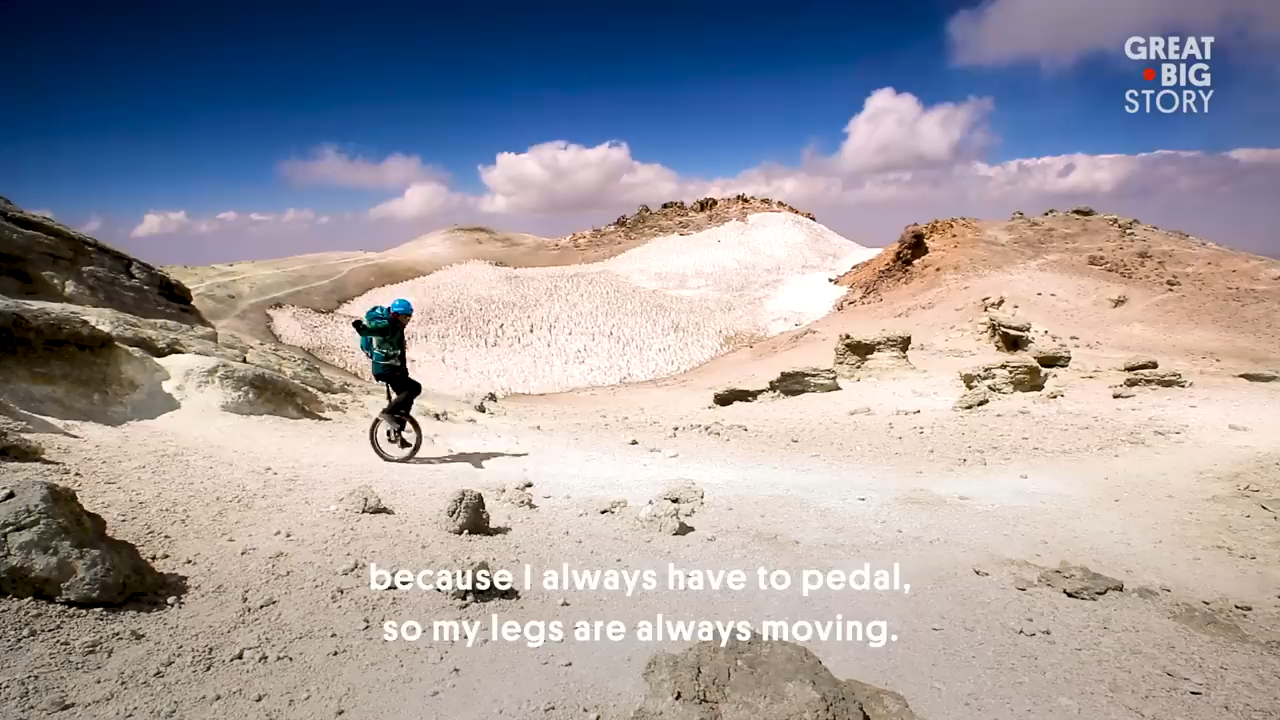 GREAT
BIG
STORY
because I always have to pedal,
so my legs are always moving.